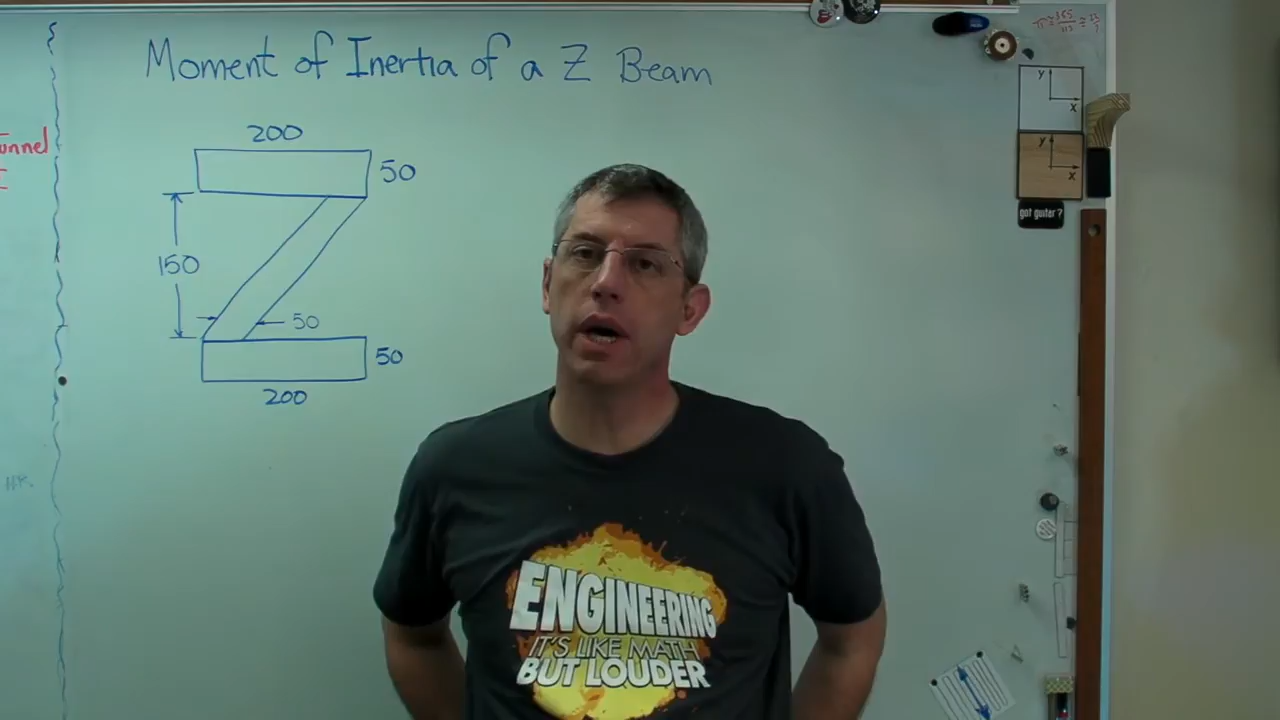 Moment of Inertia of a Z Beam
200
50
150
50
50
200
unnel
I
y
x
y
x
got guitar?
ENGINEERING
IT'S LIKE MATH
BUT LOUDER